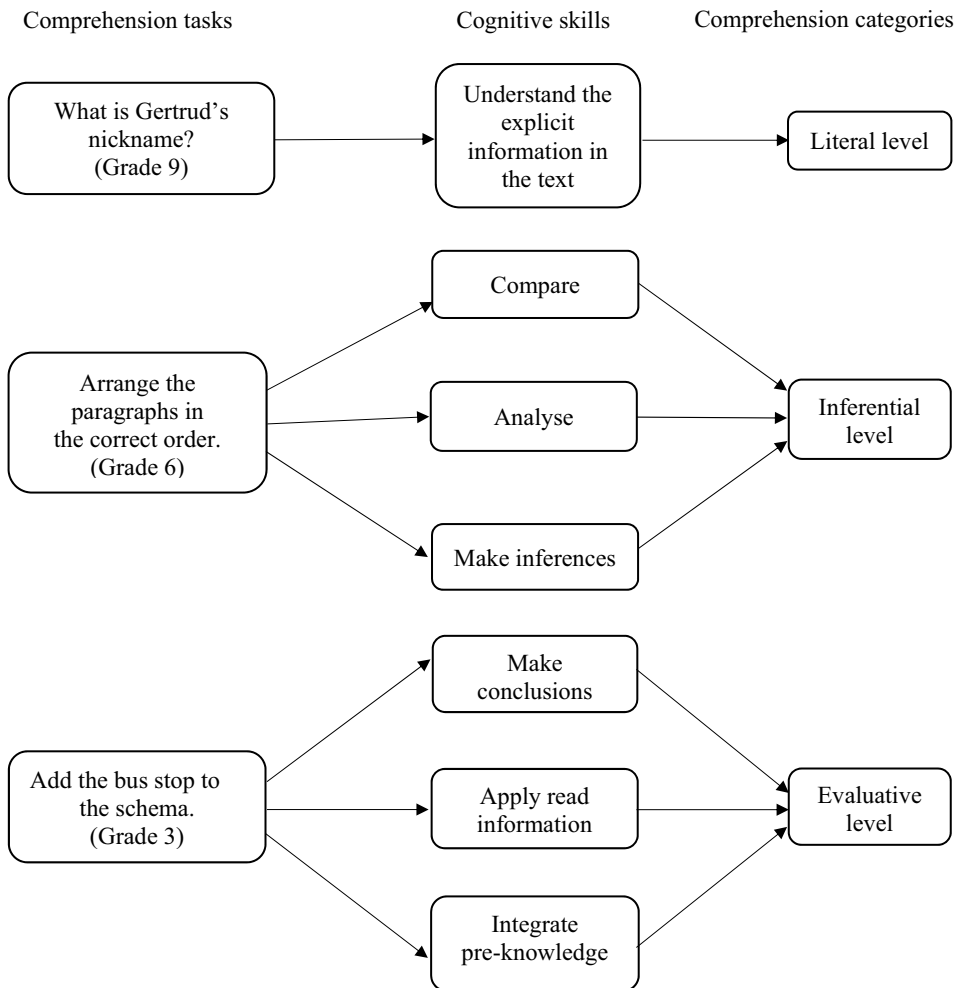 Comprehension tasks
Cognitive skills
Comprehension categories
What is Gertrud’s
nickname?
(Grade 9)
Understand the
explicit
information in
the text
Literal level
Arrange the
paragraphs in
the correct order.
(Grade 6)
Compare
Analyse
Make inferences
Inferential
level
Add the bus stop to
the schema.
(Grade 3)
Make
conclusions
Apply read
information
Integrate
pre-knowledge
Evaluative
level